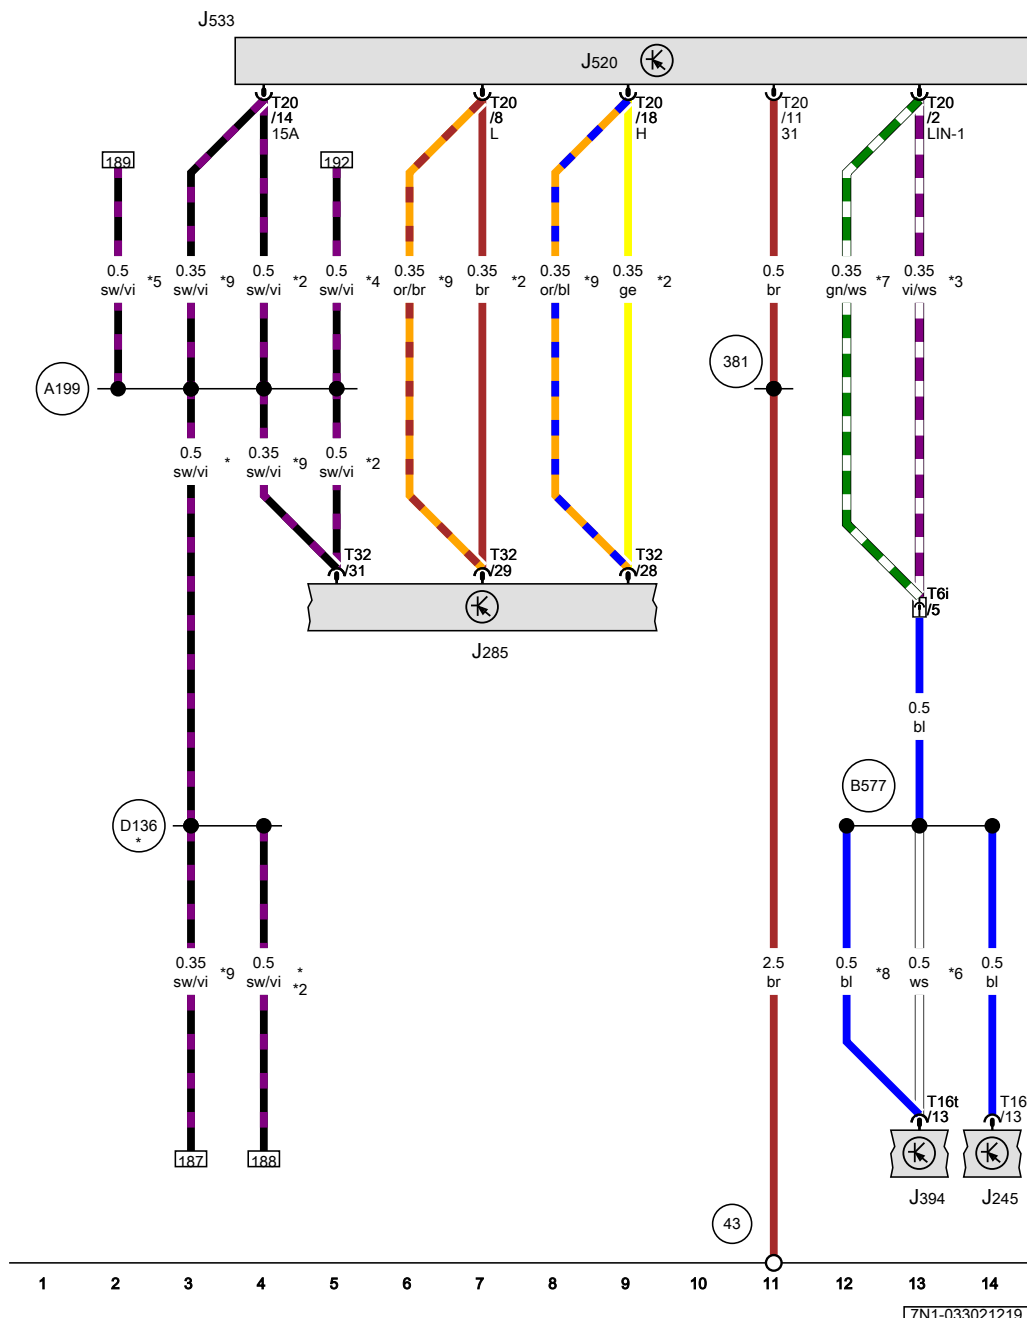 J533
J520
T20
/14
15A
T20
/8
L
T20
/18
H
T20
/11
31
T20
/2
LIN-1
189
192
0.5
sw/vi
*5
0.35
sw/vi
*9
0.5
sw/vi
*2
0.5
sw/vi
*4
0.35
or/br
*9
0.35
br
*2
0.35
or/bl
*9
0.35
ge
*2
0.5
br
0.35
gn/ws
*7
0.35
vi/ws
*3
A199
381
0.5
sw/vi
*
0.35
sw/vi
*9
0.5
sw/vi
*2
T32
/31
T32
/29
T32
/28
J285
T6i
/5
0.5
bl
B577
D136
*
0.35
sw/vi
*9
0.5
sw/vi
*
*2
2.5
br
0.5
bl
*8
0.5
ws
*6
0.5
bl
T16t
/13
T16
/13
187
188
J394
J245
43
1 2 3 4 5 6 7 8 9 10 11 12 13 14
7N1-033021219